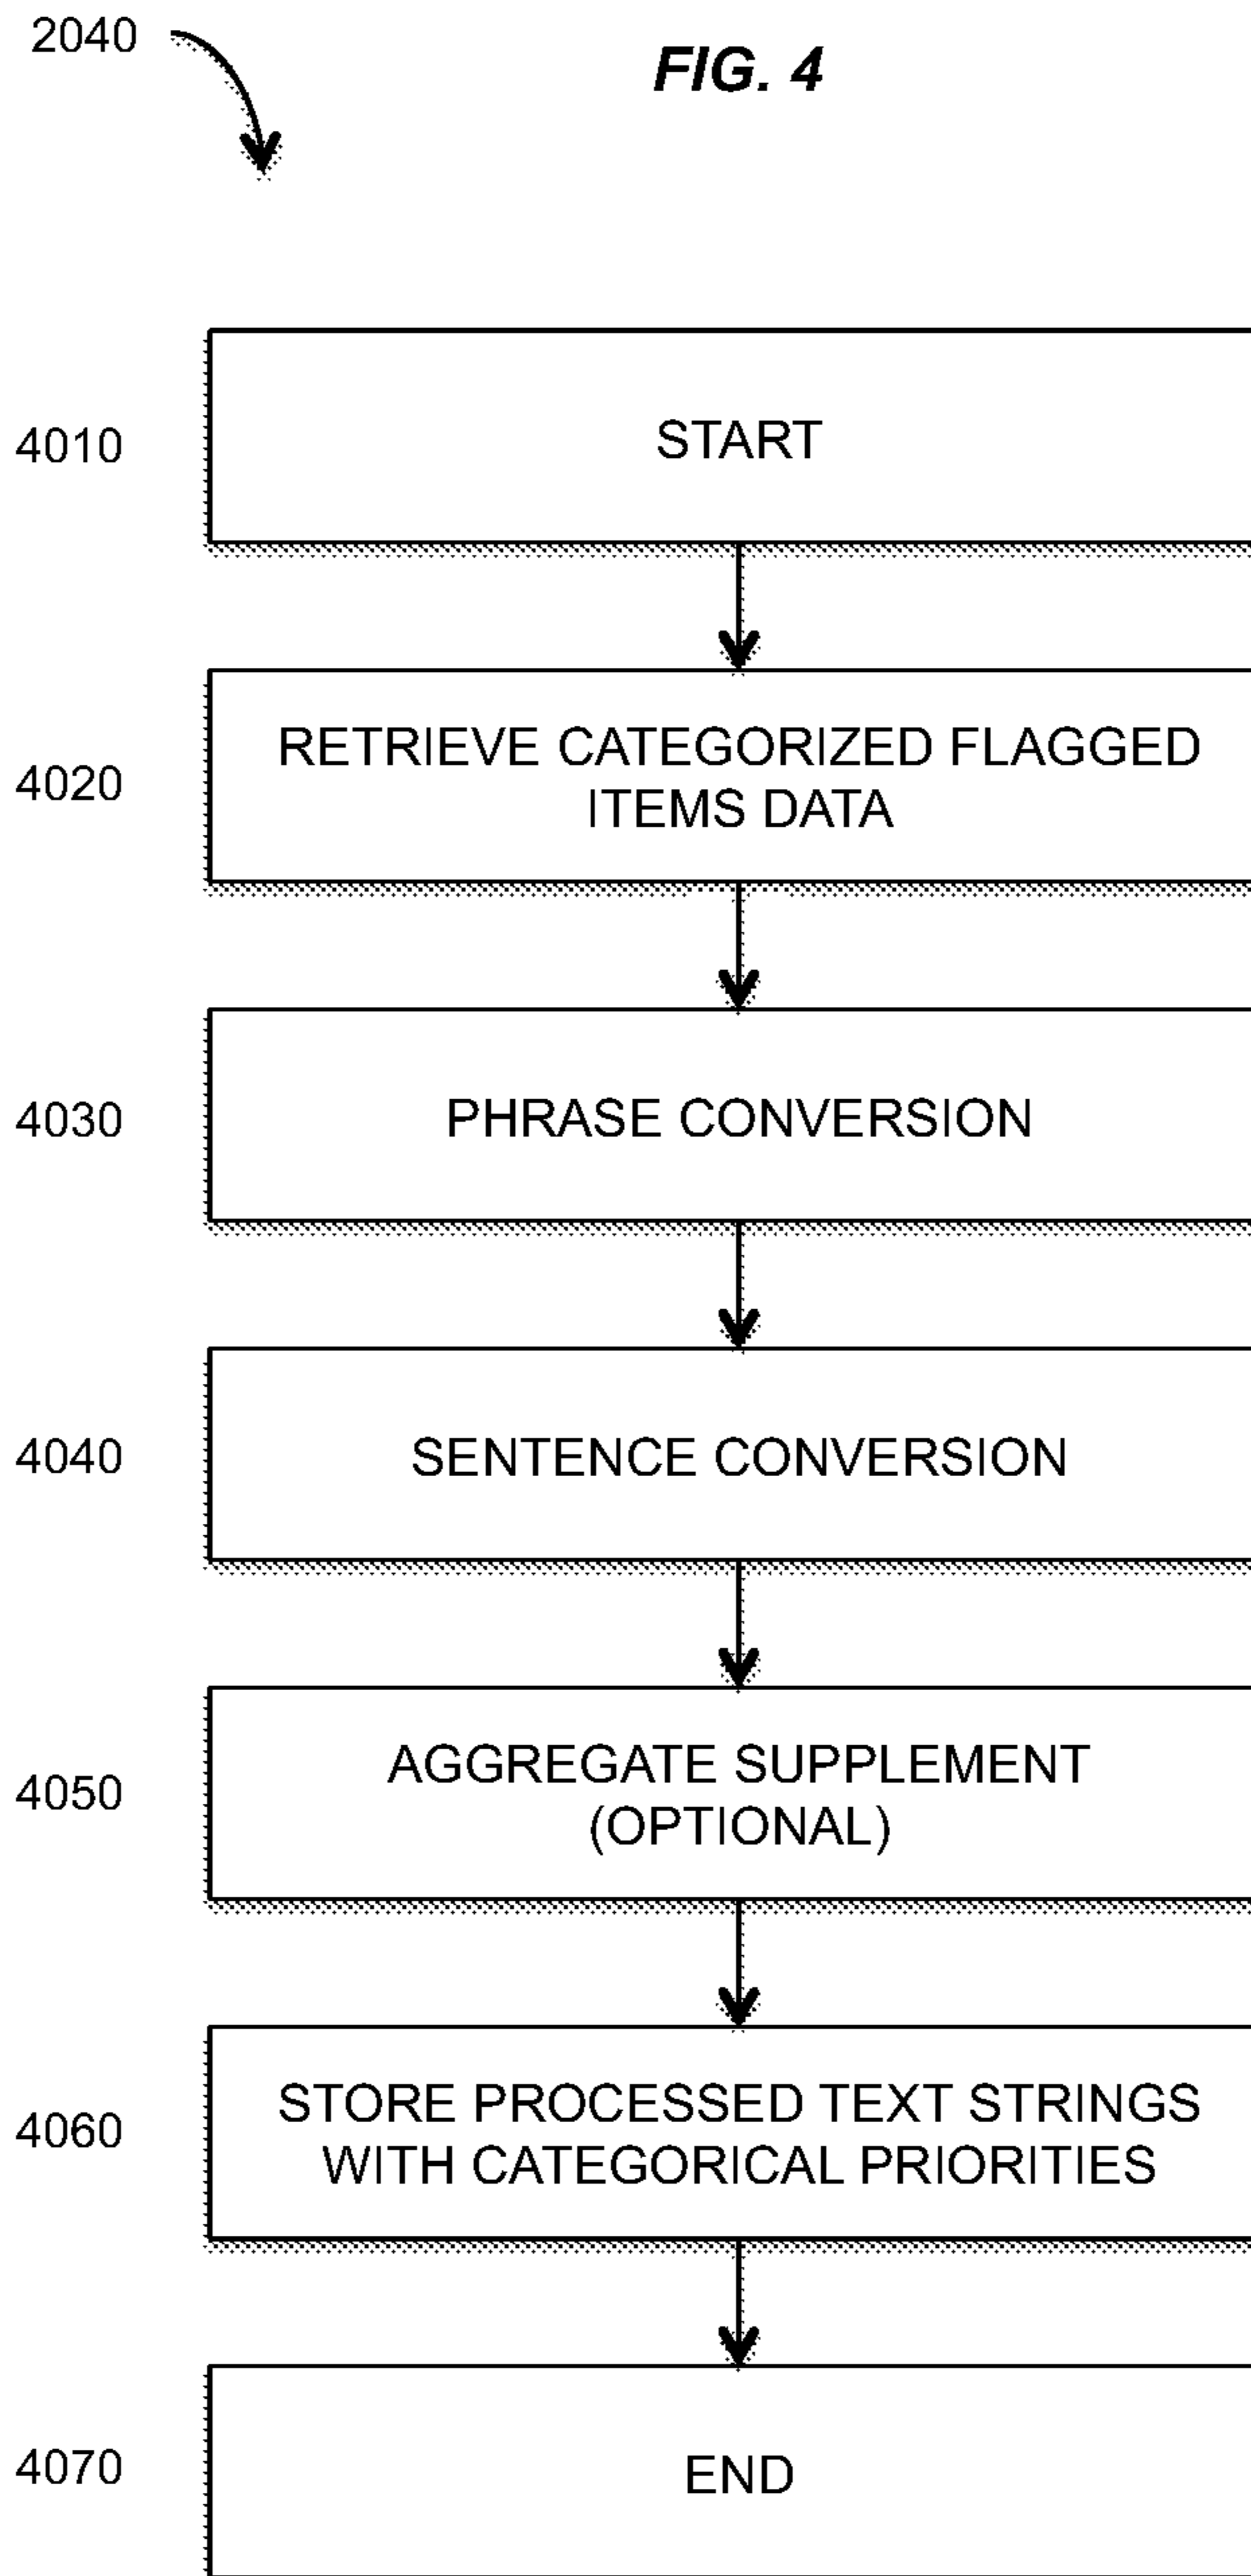 2040
FIG. 4
4010
START
4020
RETRIEVE CATEGORIZED FLAGGED
ITEMS DATA
4030
PHRASE CONVERSION
4040
SENTENCE CONVERSION
4050
AGGREGATE SUPPLEMENT
(OPTIONAL)
4060
STORE PROCESSED TEXT STRINGS
WITH CATEGORICAL PRIORITIES
4070
END